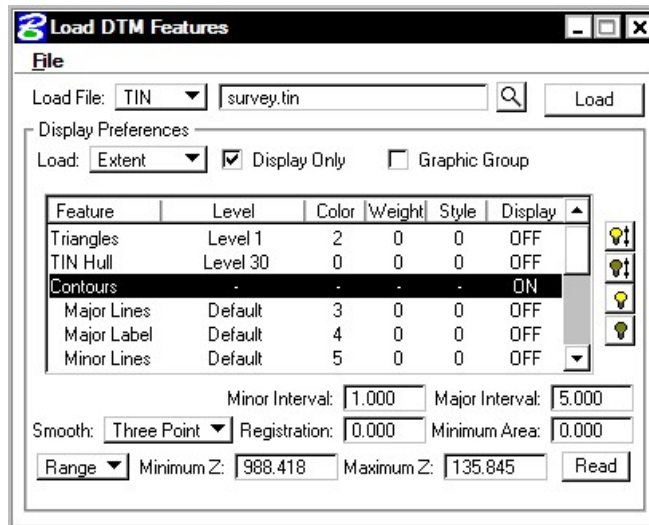 Load DTM Features
File
Load File: TIN survey.tin Load
Display Preferences
Load: Extent Display Only Graphic Group
Feature Level Color Weight Style Display
Triangles Level 1 2 0 0 OFF
TIN Hull Level 30 0 0 0 OFF
Contours - - - - ON
Major Lines Default 3 0 0 OFF
Major Label Default 4 0 0 OFF
Minor Lines Default 5 0 0 OFF
Minor Interval: 1.000 Major Interval: 5.000
Smooth: Three Point Registration: 0.000 Minimum Area: 0.000
Range Minimum Z: 988.418 Maximum Z: 135.845 Read